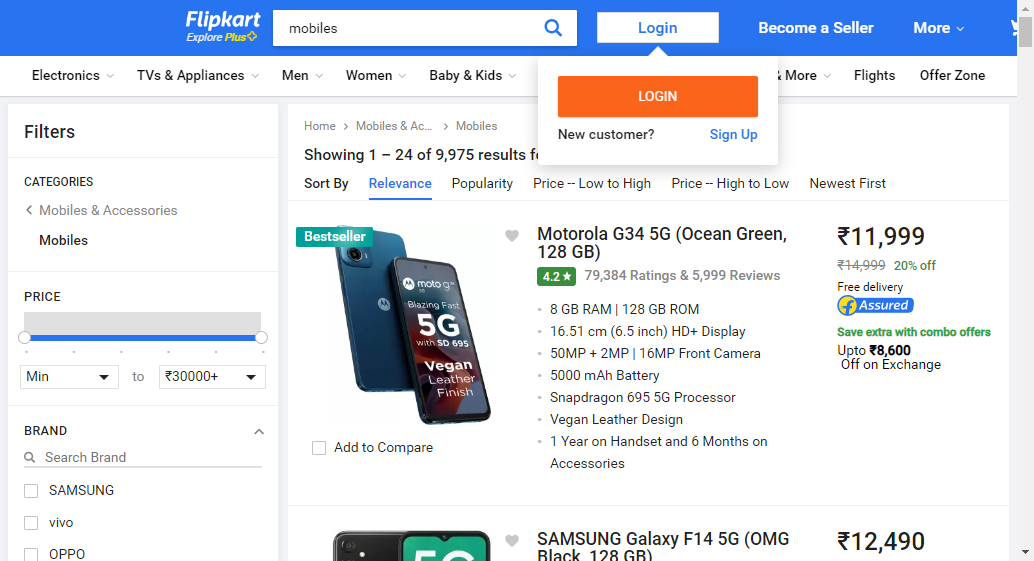 Flipkart
Explore Plus
mobiles
Login
Become a Seller
More
Electronics
TVs & Appliances
Men
Women
Baby & Kids
& More
Flights
Offer Zone
LOGIN
New customer?
Sign Up
Filters
CATEGORIES
Mobiles & Accessories
Mobiles
PRICE
Min
to
₹30000+
BRAND
Search Brand
SAMSUNG
vivo
OPPO
Home
Mobiles & Ac...
Mobiles
Showing 1 – 24 of 9,975 results
Sort By
Relevance
Popularity
Price -- Low to High
Price -- High to Low
Newest First
Bestseller
moto g34
Blazing Fast
5G
with SD 695
Vegan
Leather
Finish
Add to Compare
Motorola G34 5G (Ocean Green,
128 GB)
4.2★
79,384 Ratings & 5,999 Reviews
8 GB RAM | 128 GB ROM
16.51 cm (6.5 inch) HD+ Display
50MP + 2MP | 16MP Front Camera
5000 mAh Battery
Snapdragon 695 5G Processor
Vegan Leather Design
1 Year on Handset and 6 Months on
Accessories
₹11,999
₹14,999 20% off
Free delivery
Assured
Save extra with combo offers
Upto ₹8,600
Off on Exchange
5G
SAMSUNG Galaxy F14 5G (OMG
Black, 128 GB)
₹12,490